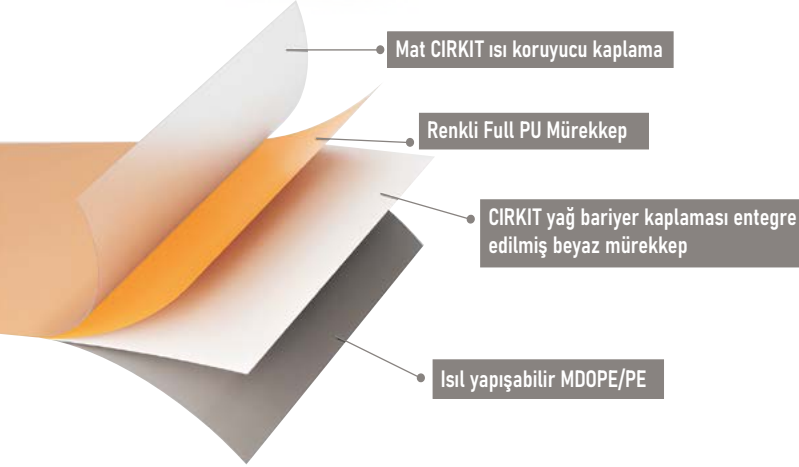 Mat CIRKIT ısı koruyucu kaplama
Renkli Full PU Mürekkep
CIRKIT yağ bariyer kaplaması entegre
edilmiş beyaz mürekkep
Isıl yapışabilir MDOPE/PE